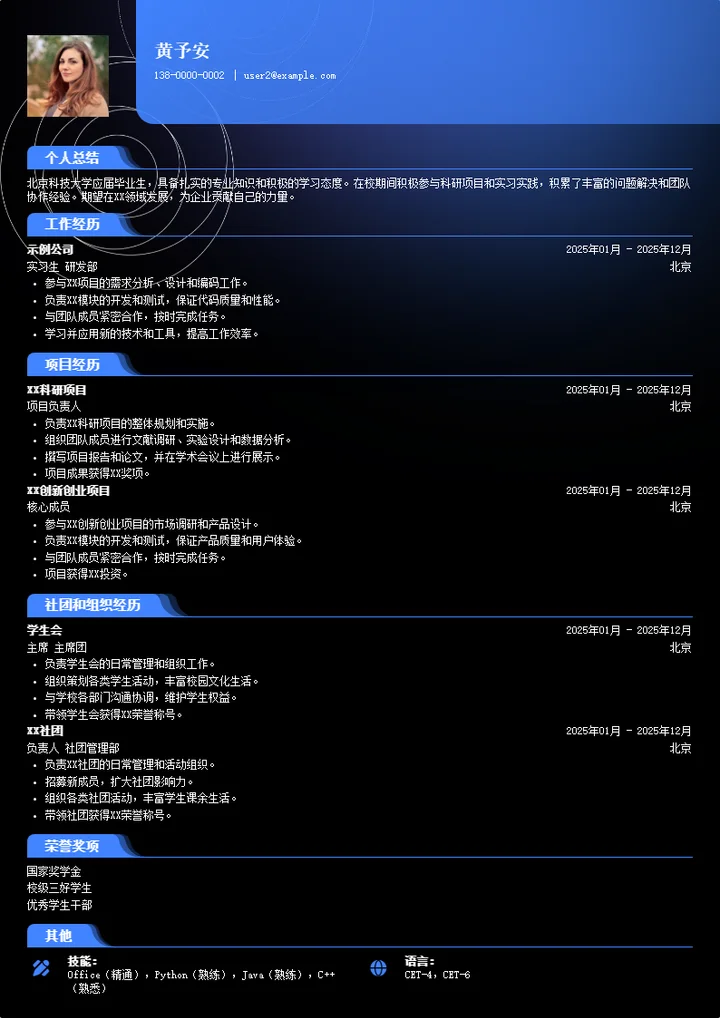 黄予安
138-0000-0002 | user2@example.com
个人总结
北京科技大学应届毕业生，具备扎实的专业知识和积极的学习态度。在校期间积极参与科研项目和实习实践，积累了丰富的问题解决和团队
协作经验。期望在XX领域发展，为企业贡献自己的力量。
工作经历
示例公司 2025年01月 - 2025年12月
实习生 研发部 北京
• 参与XX项目的需求分析、设计和编码工作。
• 负责XX模块的开发和测试，保证代码质量和性能。
• 与团队成员紧密合作，按时完成任务。
• 学习并应用新的技术和工具，提高工作效率。
项目经历
XX科研项目 2025年01月 - 2025年12月
项目负责人 北京
• 负责XX科研项目的整体规划和实施。
• 组织团队成员进行文献调研、实验设计和数据分析。
• 撰写项目报告和论文，并在学术会议上进行展示。
• 项目成果获得XX奖项。
XX创新创业项目 2025年01月 - 2025年12月
核心成员 北京
• 参与XX创新创业项目的市场调研和产品设计。
• 负责XX模块的开发和测试，保证产品质量和用户体验。
• 与团队成员紧密合作，按时完成任务。
• 项目获得XX投资。
社团和组织经历
学生会 2025年01月 - 2025年12月
主席 主席团 北京
• 负责学生会的日常管理和组织工作。
• 组织策划各类学生活动，丰富校园文化生活。
• 与学校各部门沟通协调，维护学生权益。
• 带领学生会获得XX荣誉称号。
XX社团 2025年01月 - 2025年12月
负责人 社团管理部 北京
• 负责XX社团的日常管理和活动组织。
• 招募新成员，扩大社团影响力。
• 组织各类社团活动，丰富学生课余生活。
• 带领社团获得XX荣誉称号。
荣誉奖项
国家奖学金
校级三好学生
优秀学生干部
其他
技能：
Office（精通），Python（熟练），Java（熟练），C++
（熟悉）
语言：
CET-4，CET-6